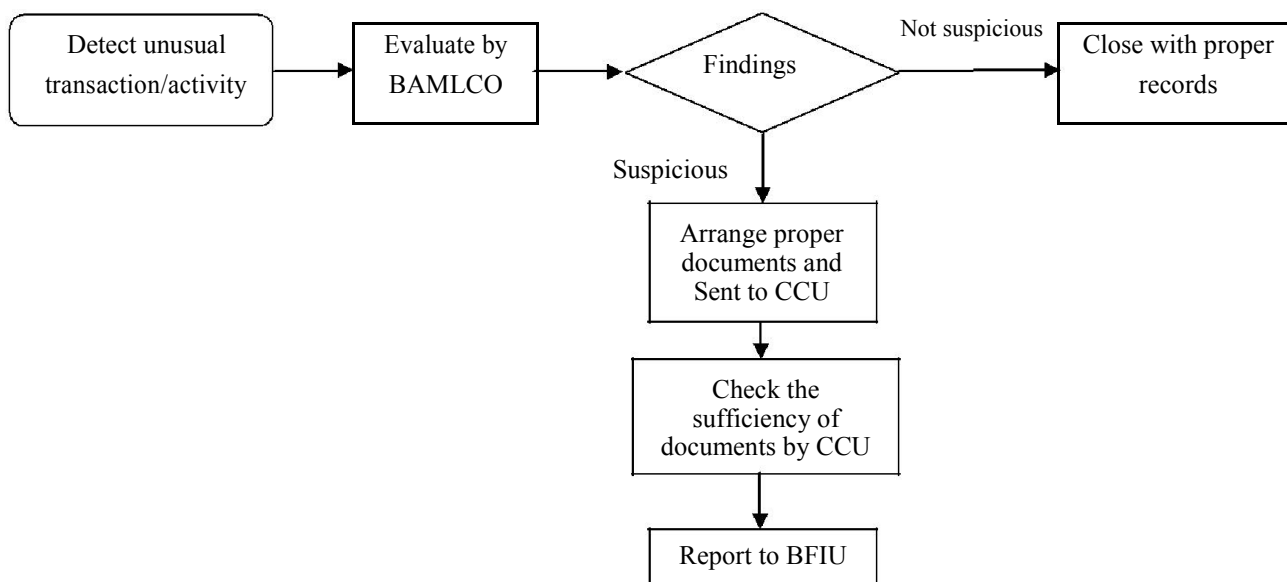 Detect unusual
transaction/activity
Evaluate by
BAMLCO
Findings
Not suspicious
Close with proper
records
Suspicious
Arrange proper
documents and
Sent to CCU
Check the
sufficiency of
documents by CCU
Report to BFIU